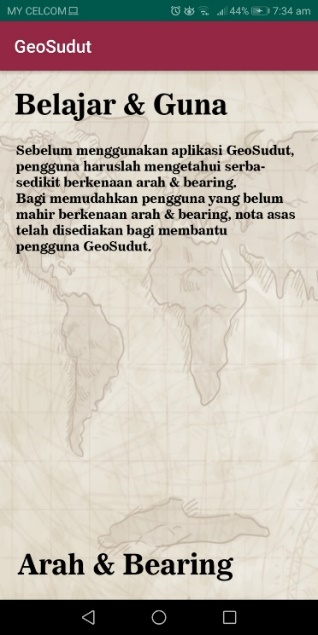 MY CELCOM 44% 7:34 am
GeoSudut
Belajar & Guna
Sebelum menggunakan aplikasi GeoSudut,
pengguna haruslah mengetahui serba-
sedikit berkenaan arah & bearing.
Bagi memudahkan pengguna yang belum
mahir berkenaan arah & bearing, nota asas
telah disediakan bagi membantu
pengguna GeoSudut.
Arah & Bearing